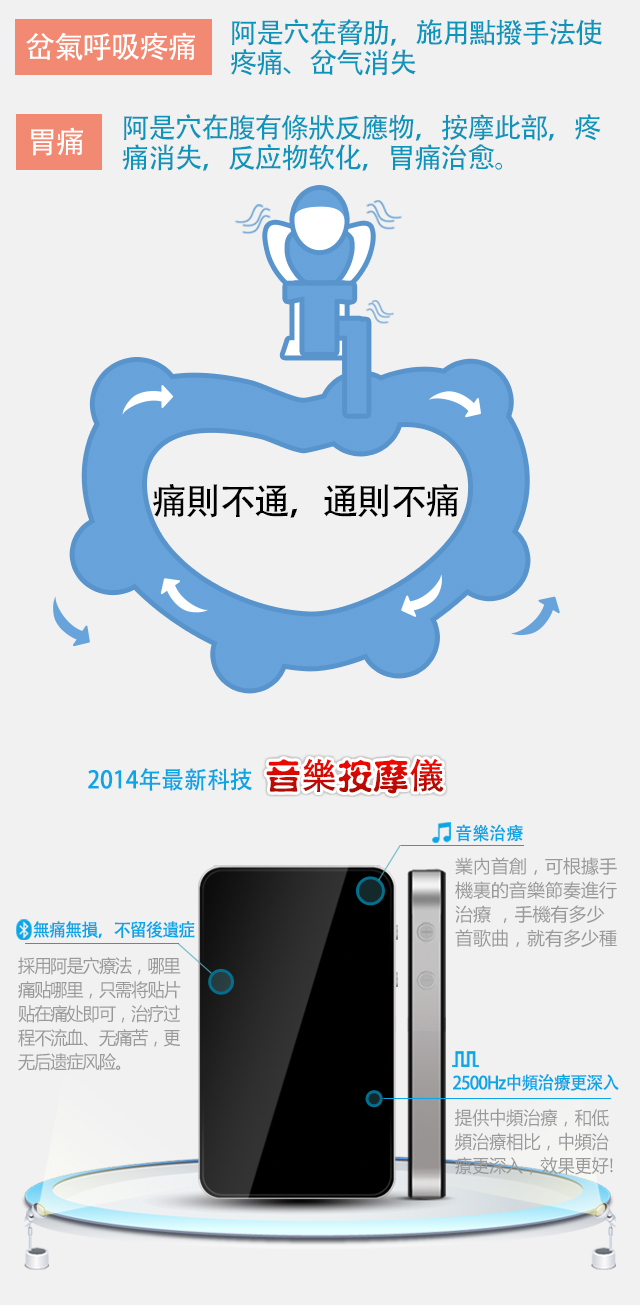 岔氣呼吸疼痛
阿是穴在脅肋，施用點撥手法使
疼痛、岔气消失
胃痛
阿是穴在腹有條狀反應物，按摩此部，疼
痛消失，反应物软化，胃痛治愈。
痛則不通，通則不痛
2014年最新科技 音樂按摩儀
音樂治療
業內首創，可根據手
機裏的音樂節奏進行
治療 ，手機有多少
首歌曲，就有多少種
無痛無損，不留後遺症
採用阿是穴療法，哪里
痛贴哪里，只需将贴片
贴在痛处即可，治疗过
程不流血、无痛苦，更
无后遗症风险。
2500Hz中頻治療更深入
提供中頻治療，和低
頻治療相比，中頻治
療更深入，效果更好!